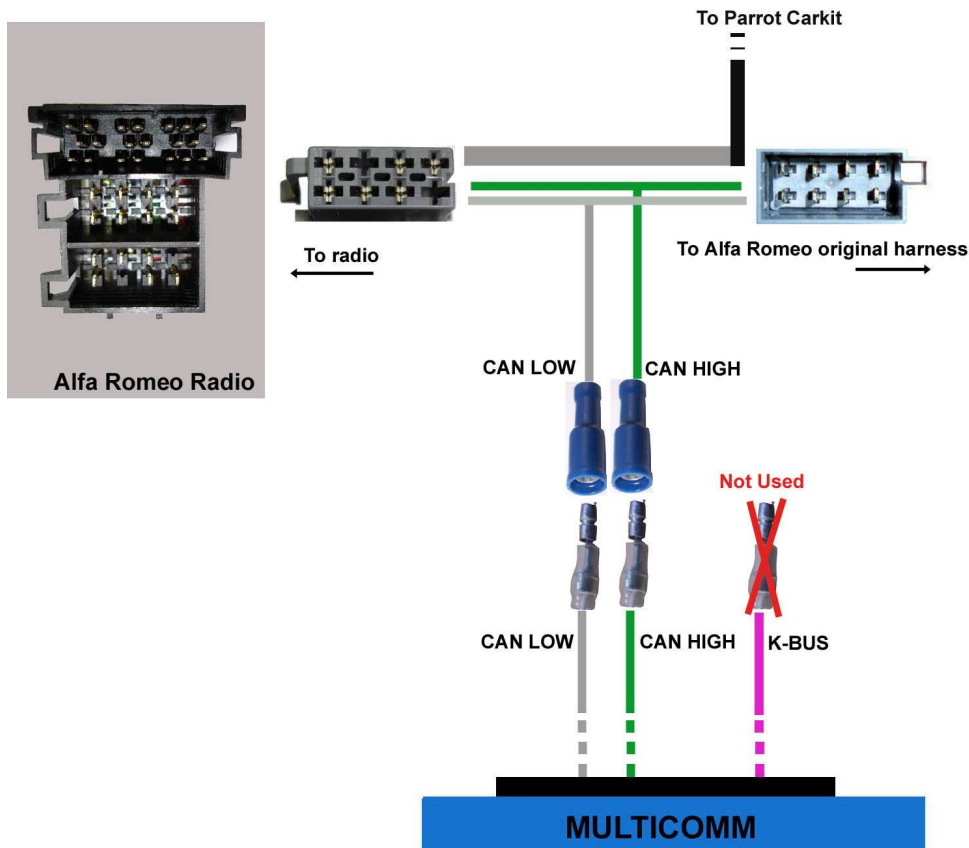 To Parrot Carkit
To radio
To Alfa Romeo original harness
Alfa Romeo Radio
CAN LOW
CAN HIGH
Not Used
CAN LOW
CAN HIGH
K-BUS
MULTICOMM